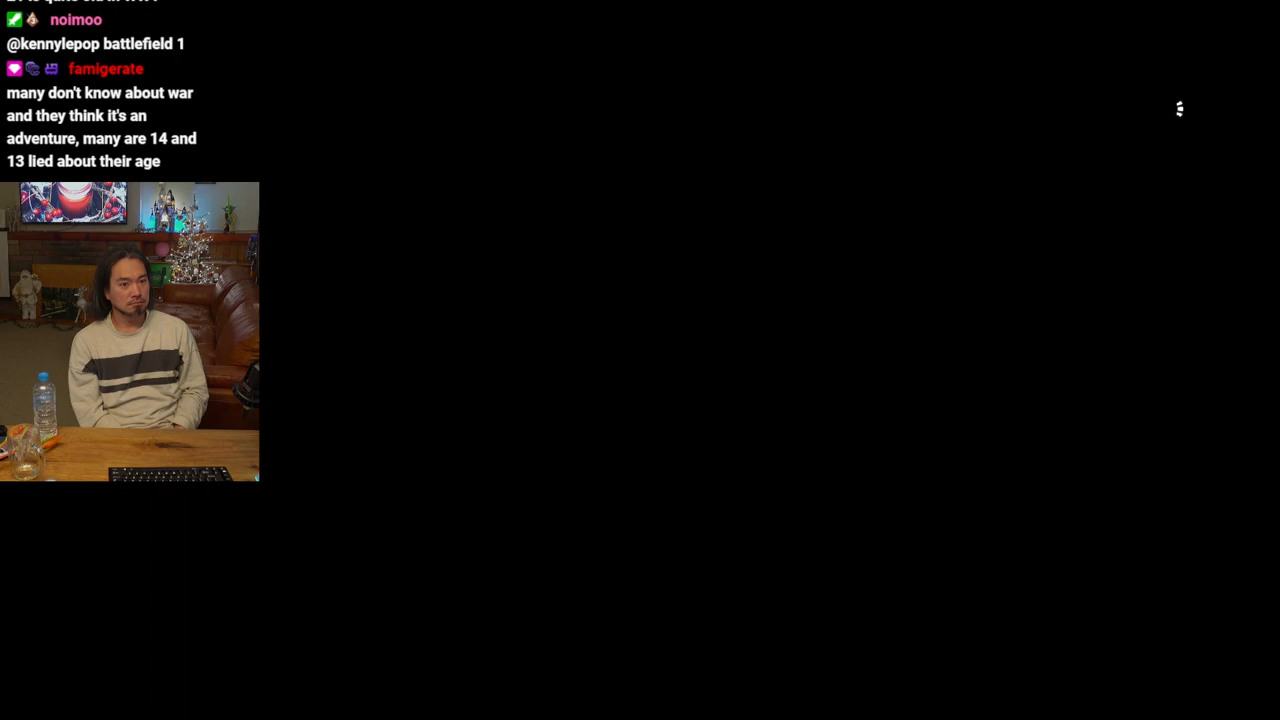 noimoo
@kennylepop battlefield 1
famigerate
many don't know about war
and they think it's an
adventure, many are 14 and
13 lied about their age